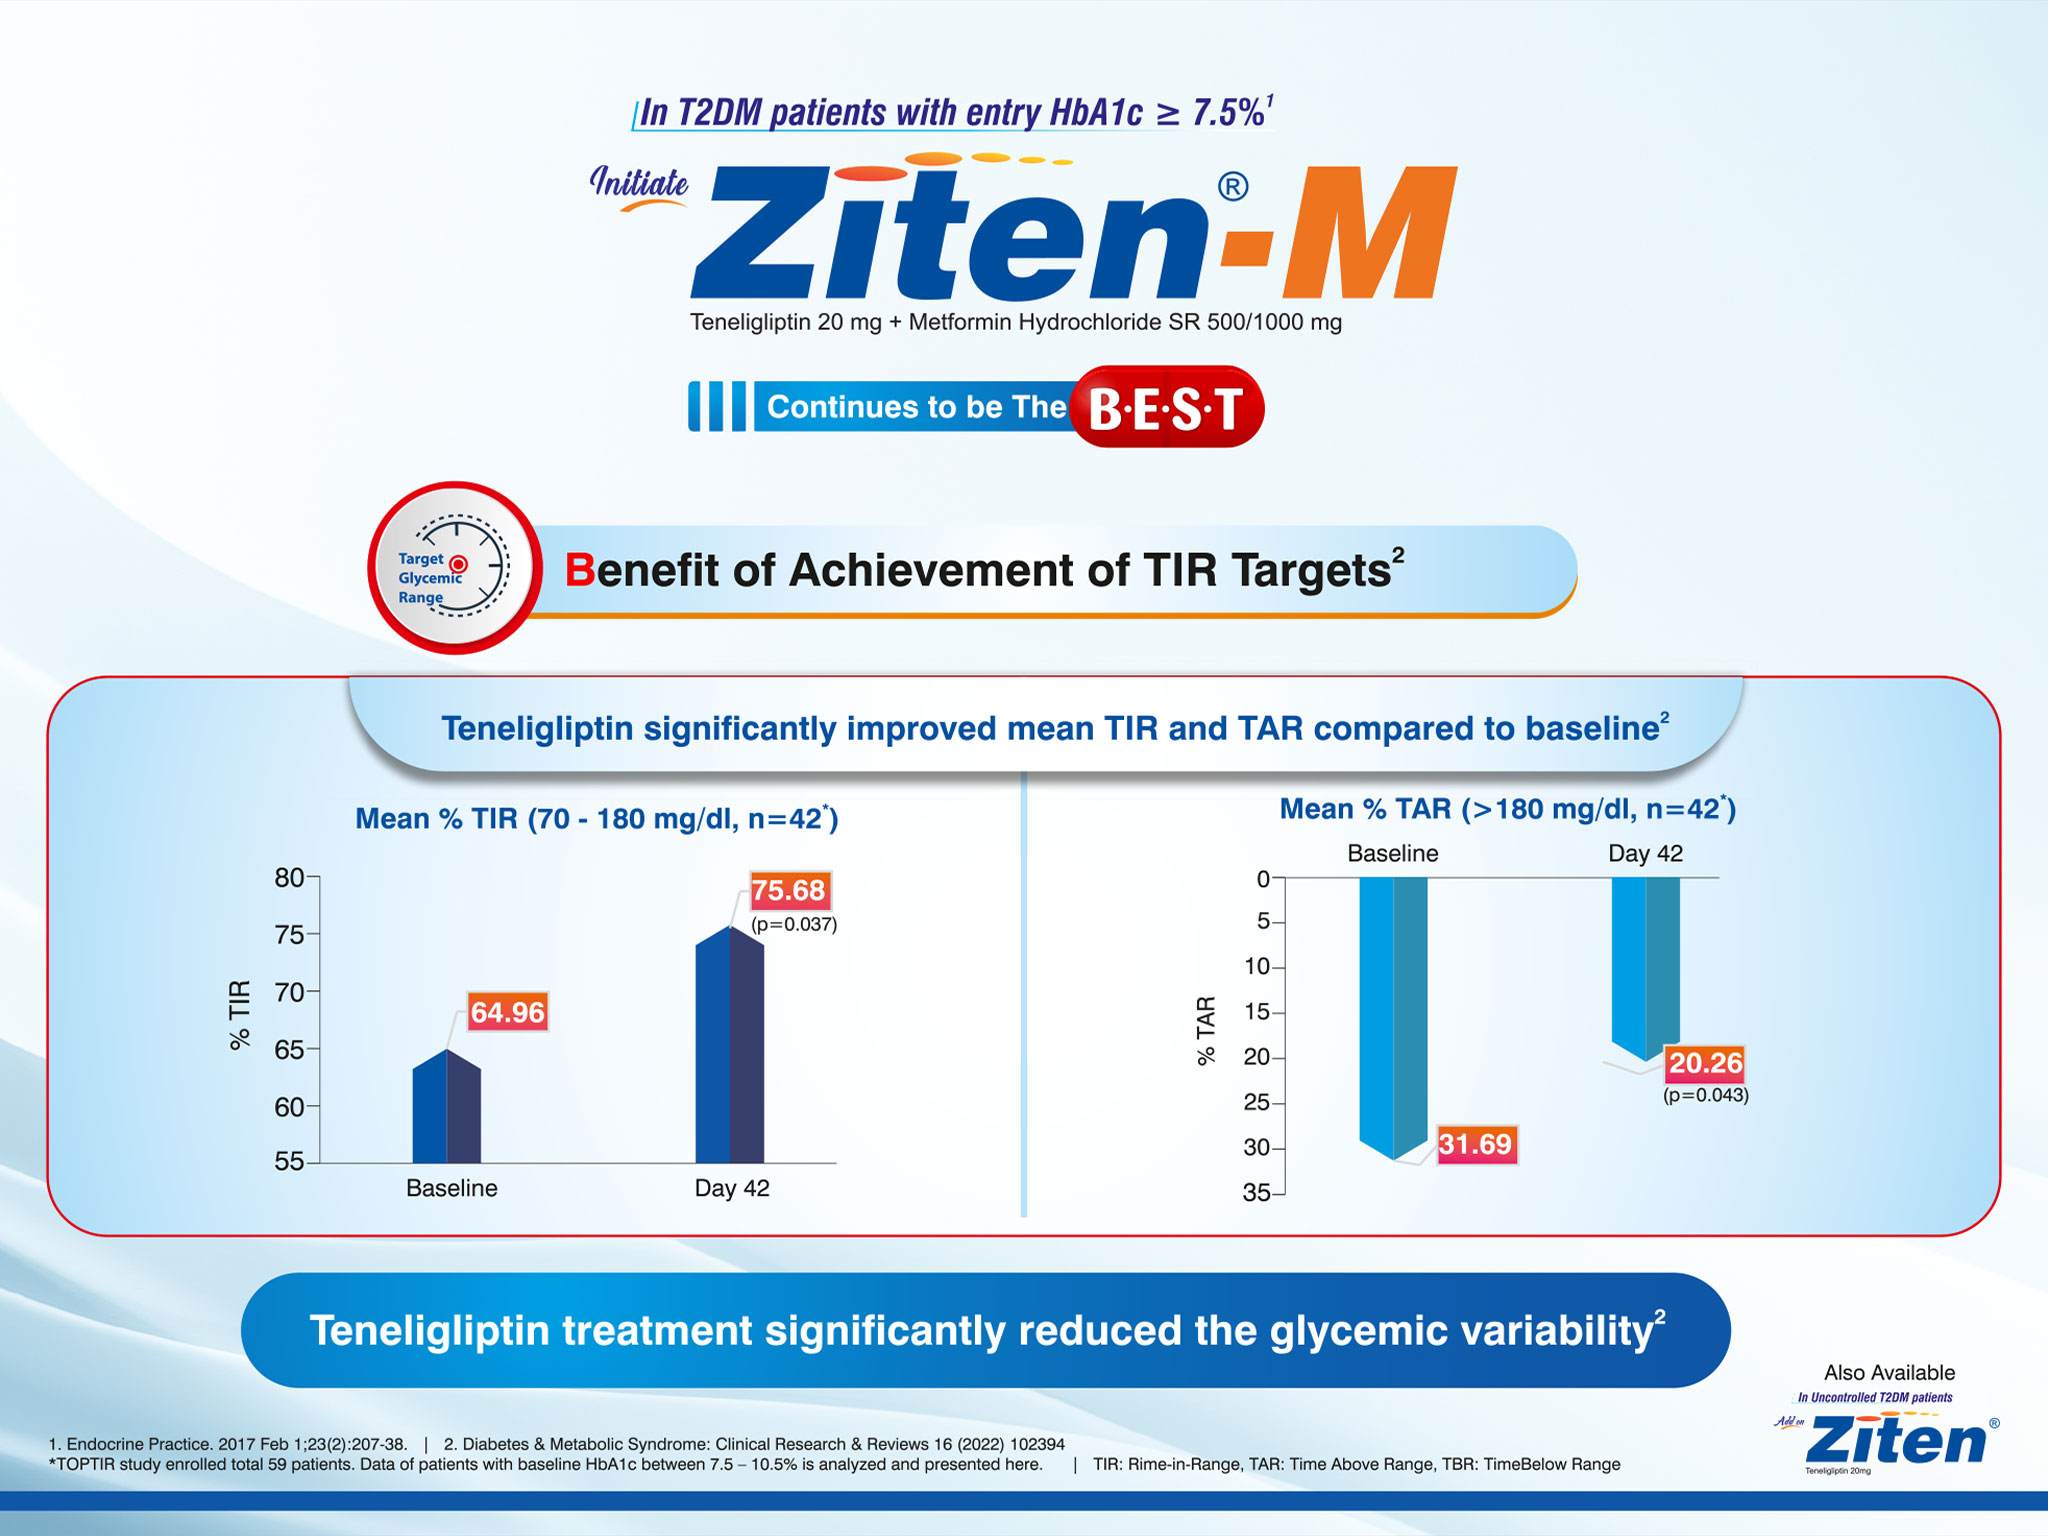 In T2DM patients with entry HbA1c ≥ 7.5%¹
Initiate
Ziten®-M
Teneligliptin 20 mg + Metformin Hydrochloride SR 500/1000 mg
Continues to be The B·E·S·T
Target
Glycemic
Range
Benefit of Achievement of TIR Targets²
Teneligliptin significantly improved mean TIR and TAR compared to baseline²
Mean % TIR (70 - 180 mg/dl, n=42*)
80
75
70
65
60
55
% TIR
64.96
75.68
(p=0.037)
Baseline
Day 42
Mean % TAR (>180 mg/dl, n=42*)
Baseline
Day 42
0
5
10
15
20
25
30
35
% TAR
31.69
20.26
(p=0.043)
Teneligliptin treatment significantly reduced the glycemic variability²
Also Available
In Uncontrolled T2DM patients
Add on
Ziten®
Teneligliptin 20mg
1. Endocrine Practice. 2017 Feb 1;23(2):207-38. | 2. Diabetes & Metabolic Syndrome: Clinical Research & Reviews 16 (2022) 102394
*TOPTIR study enrolled total 59 patients. Data of patients with baseline HbA1c between 7.5 – 10.5% is analyzed and presented here. | TIR: Rime-in-Range, TAR: Time Above Range, TBR: TimeBelow Range